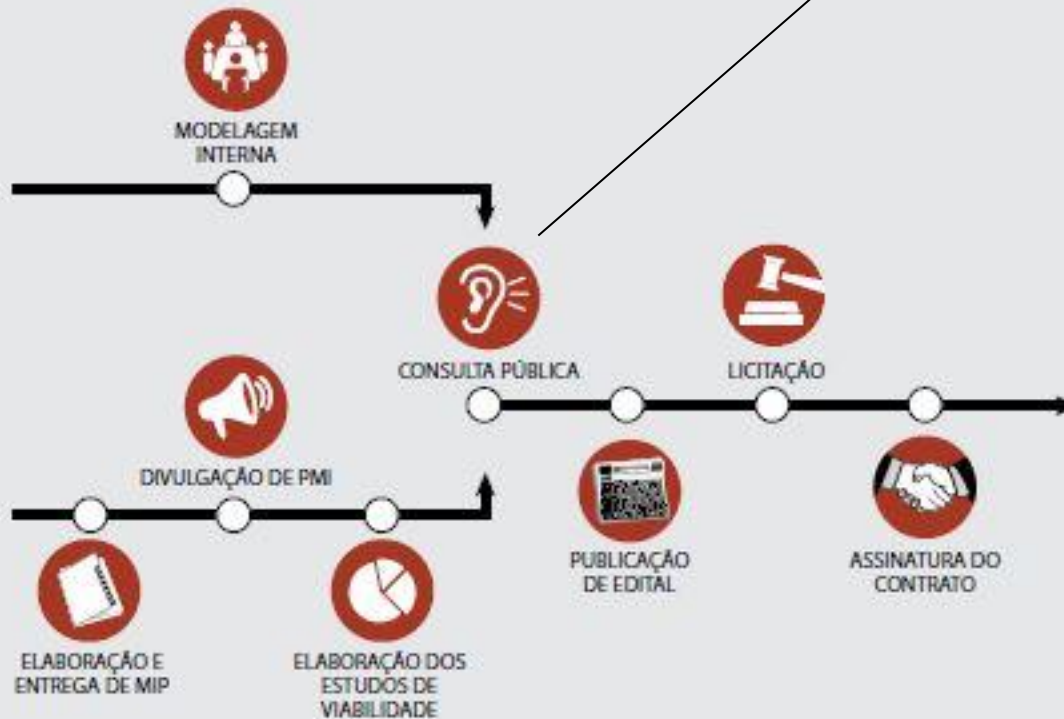 MODELAGEM
INTERNA
CONSULTA PÚBLICA
LICITAÇÃO
DIVULGAÇÃO DE PMI
PUBLICAÇÃO
DE EDITAL
ASSINATURA DO
CONTRATO
ELABORAÇÃO E
ENTREGA DE MIP
ELABORAÇÃO DOS
ESTUDOS DE
VIABILIDADE